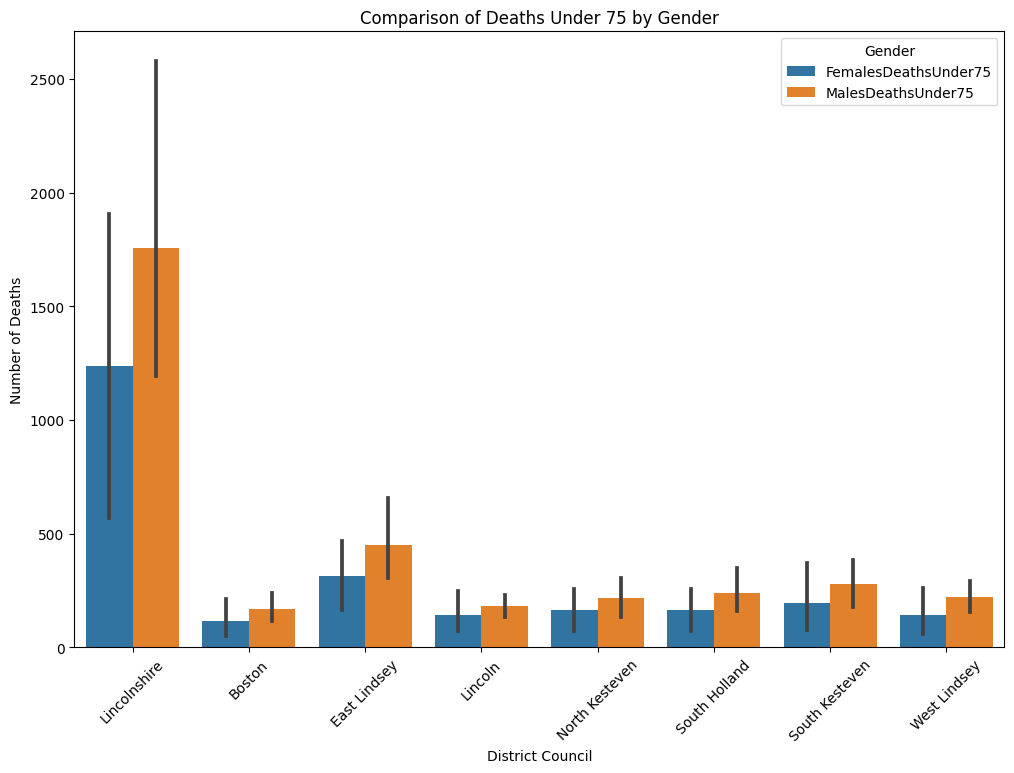 Comparison of Deaths Under 75 by Gender
Gender
FemalesDeathsUnder75
MalesDeathsUnder75
Number of Deaths
2500
2000
1500
1000
500
0
Lincolnshire
Boston
East Lindsey
Lincoln
North Kesteven
South Holland
South Kesteven
West Lindsey
District Council